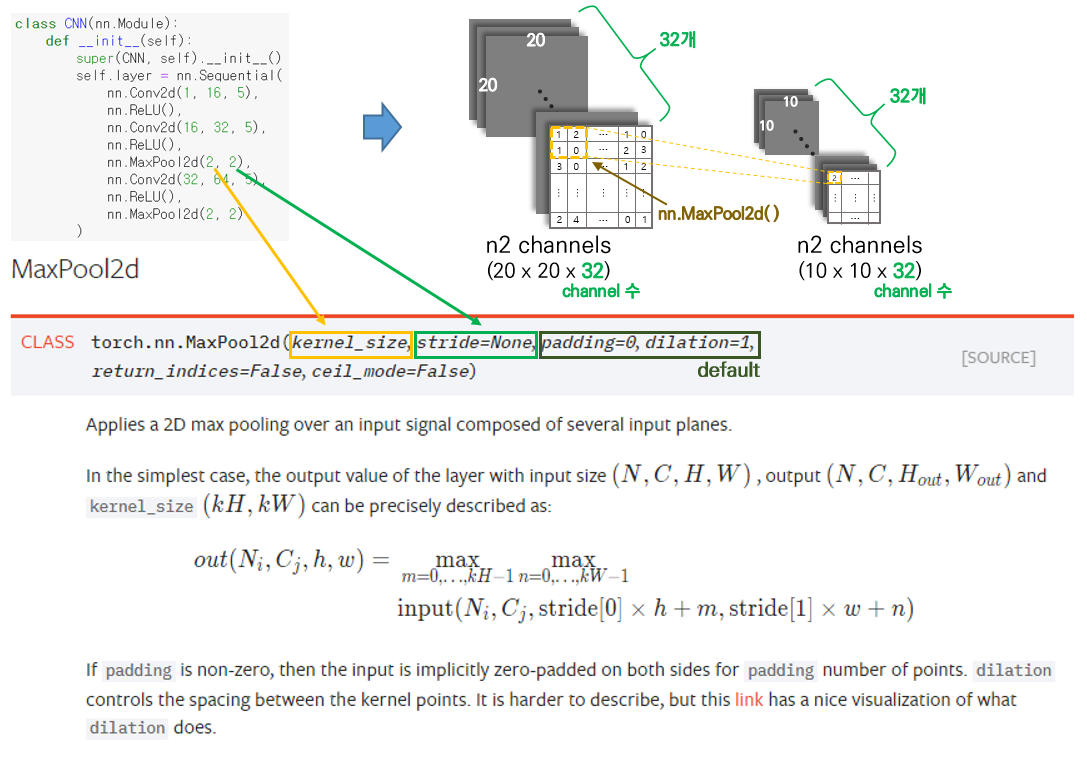 class CNN(nn.Module):
def __init__(self):
super(CNN, self).__init__()
self.layer = nn.Sequential(
nn.Conv2d(1, 16, 5),
nn.ReLU(),
nn.Conv2d(16, 32, 5),
nn.ReLU(),
nn.MaxPool2d(2, 2),
nn.Conv2d(32, 64, 5),
nn.ReLU(),
nn.MaxPool2d(2, 2)
)
20
20
32개
1 2 ... 1 0
1 0 ... 2 3
3 0 ... 1 2
⋮ ⋮ ⋮ ⋮ ⋮
2 4 ... 0 1
nn.MaxPool2d()
n2 channels
(20 x 20 x 32)
channel 수
10
10
32개
2 ...
⋮ ⋮ ⋮
...
n2 channels
(10 x 10 x 32)
channel 수
MaxPool2d
CLASS torch.nn.MaxPool2d(kernel_size, stride=None, padding=0, dilation=1,
return_indices=False, ceil_mode=False)
default
[SOURCE]
Applies a 2D max pooling over an input signal composed of several input planes.
In the simplest case, the output value of the layer with input size (N, C, H, W) , output (N, C, H_{out}, W_{out}) and
kernel_size (kH, kW) can be precisely described as:
out(N_i, C_j, h, w) = max_{m=0,...,kH−1} max_{n=0,...,kW−1}
input(N_i, C_j, stride[0] × h + m, stride[1] × w + n)
If padding is non-zero, then the input is implicitly zero-padded on both sides for padding number of points. dilation
controls the spacing between the kernel points. It is harder to describe, but this link has a nice visualization of what
dilation does.